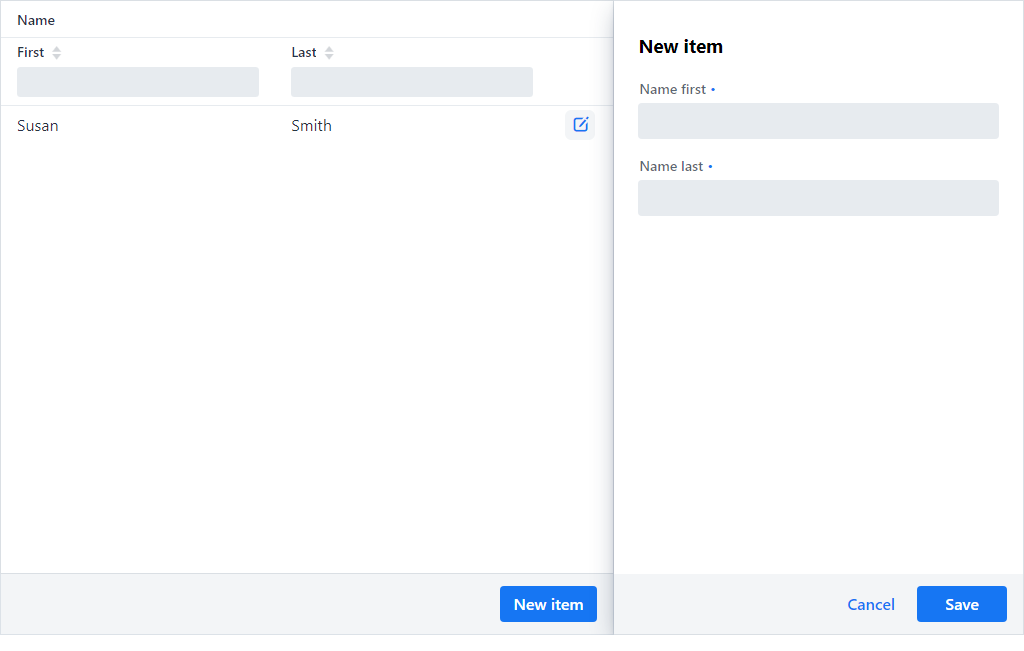 Name
First
Last
Susan
Smith
New item
New item
Name first •
Name last •
Cancel
Save